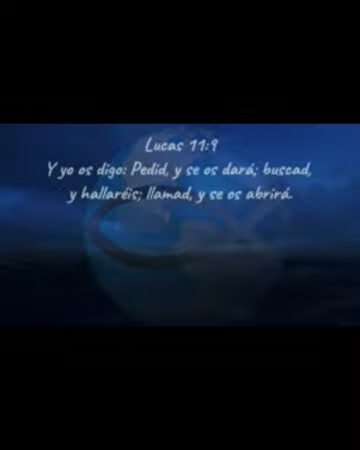 Lucas 11:9
Y yo os digo: Pedid, y se os dará; buscad,
y hallaréis; llamad, y se os abrirá.